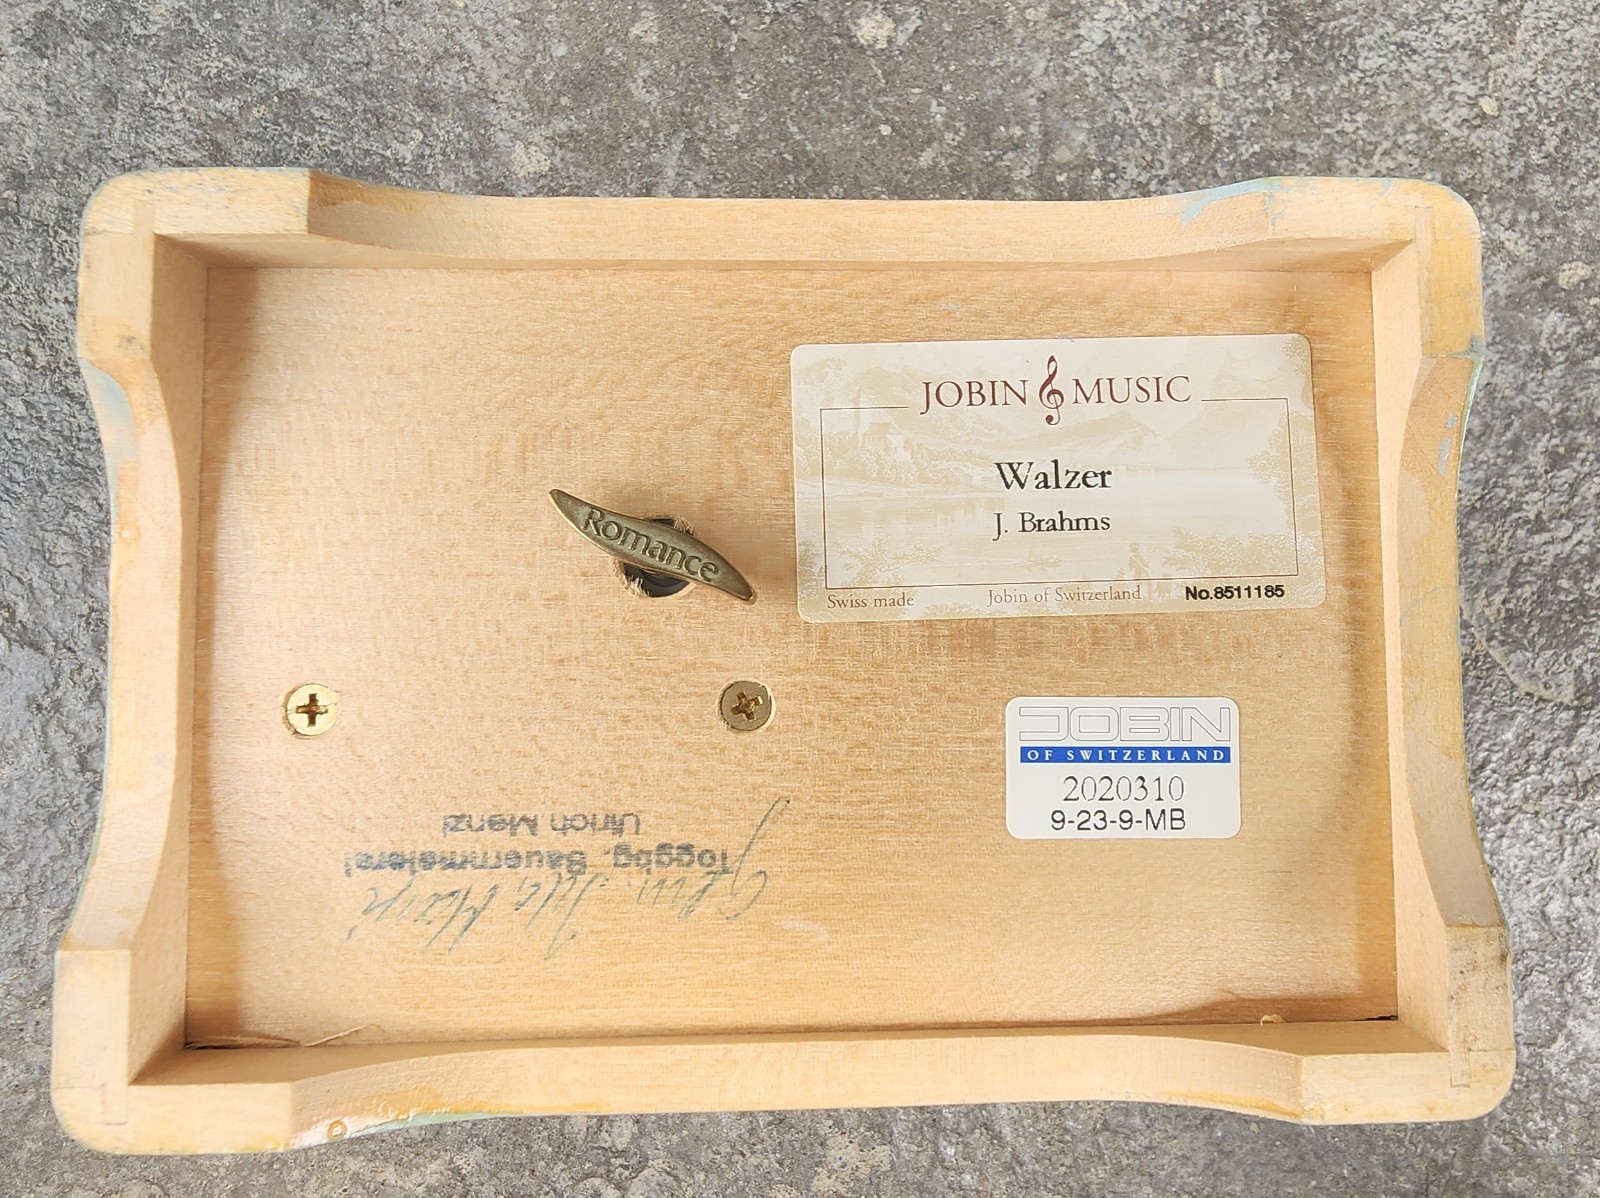 JOBIN MUSIC
Walzer
J. Brahms
Swiss made
Jobin of Switzerland
No.8511185
Romance
JOBIN
OF SWITZERLAND
2020310
9-23-9-MB
Toggbg. Bauernmalerei
Ulrich Menzi